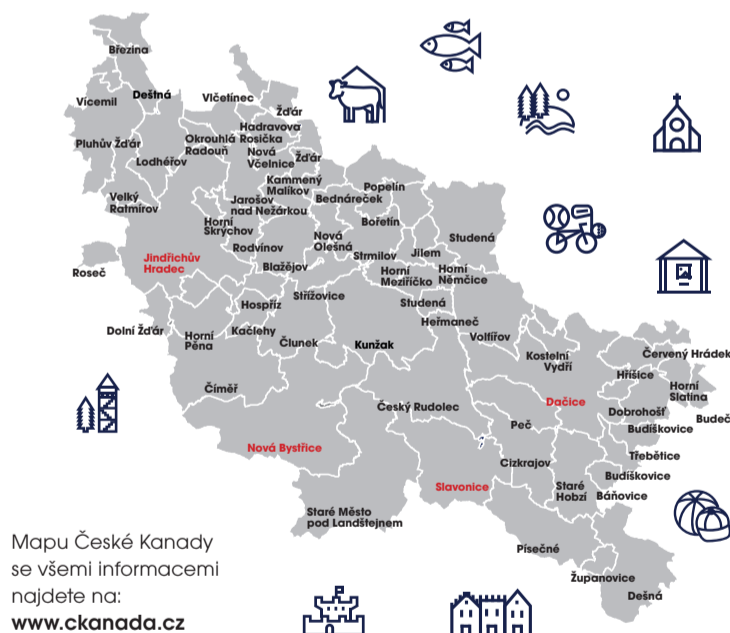 Březina
Vícemil
Deštná
Vlčetínec
Žďár
Hadravova
Rosička
Okrouhlá
Radouň
Pluhův Žďár
Nová
Včelnice
Žďár
Lodhéřov
Kammený
Malíkov
Popelín
Velký
Ratmírov
Jarošov
nad Nežárkou
Bednáreček
Horní
Skrýchov
Bořetín
Nová
Olešná
Studená
Rodvínov
Jindřichův
Hradec
Strmilov
Jilem
Roseč
Blažějov
Horní
Meziříčko
Horní
Němčice
Střížovice
Hospříz
Studená
Dolní Žďár
Horní
Pěna
Kačlehy
Heřmaneč
Člunek
Kunžak
Volfířov
Kostelní
Vydří
Červený Hrádek
Hříšice
Horní
Slatina
Číměř
Český Rudolec
Dačice
Dobrohošť
Budeč
Peč
Budíškovice
Nová Bystřice
Třebětice
Cizkrajov
Budíškovice
Slavonice
Staré
Hobzí
Báňovice
Staré Město
pod Landštejnem
Písečné
Županovice
Dešná
Mapu České Kanady
se všemi informacemi
najdete na:
www.ckanada.cz